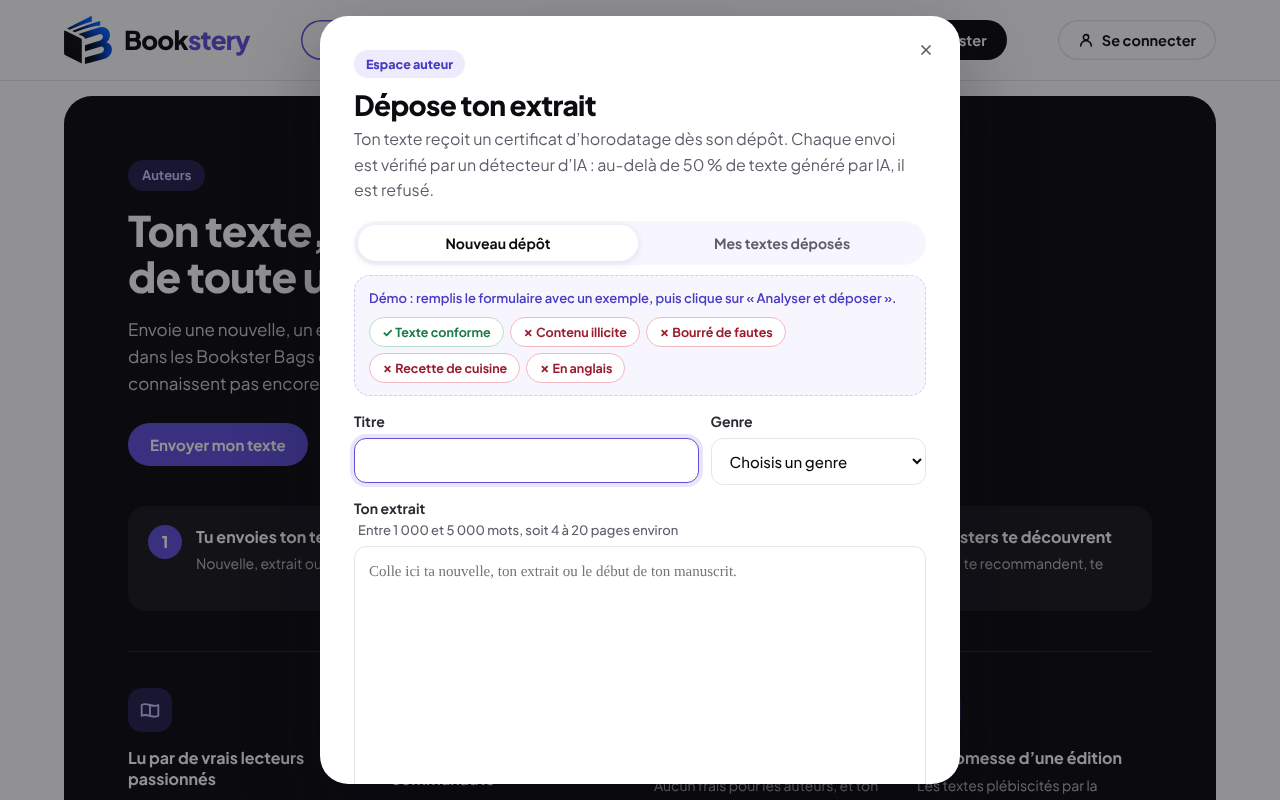 Bookstery
ster
Se connecter
Espace auteur
Dépose ton extrait
Ton texte reçoit un certificat d’horodatage dès son dépôt. Chaque envoi
est vérifié par un détecteur d’IA : au-delà de 50 % de texte généré par IA, il
est refusé.
Nouveau dépôt
Mes textes déposés
Démo : remplis le formulaire avec un exemple, puis clique sur « Analyser et déposer ».
✓ Texte conforme
× Contenu illicite
× Bourré de fautes
× Recette de cuisine
× En anglais
Titre
Genre
Choisis un genre
Ton extrait
Entre 1 000 et 5 000 mots, soit 4 à 20 pages environ
Colle ici ta nouvelle, ton extrait ou le début de ton manuscrit.
Auteurs
Ton texte,
de toute u
Envoie une nouvelle, un e
dans les Bookster Bags
connaissent pas encore
Envoyer mon texte
1
Tu envoies ton te
Nouvelle, extrait ou
sters te découvrent
te recommandent, te
Lu par de vrais lecteurs
passionnés
omesse d’une édition
Aucun frais pour les auteurs, et ton
Les textes plébiscités par la